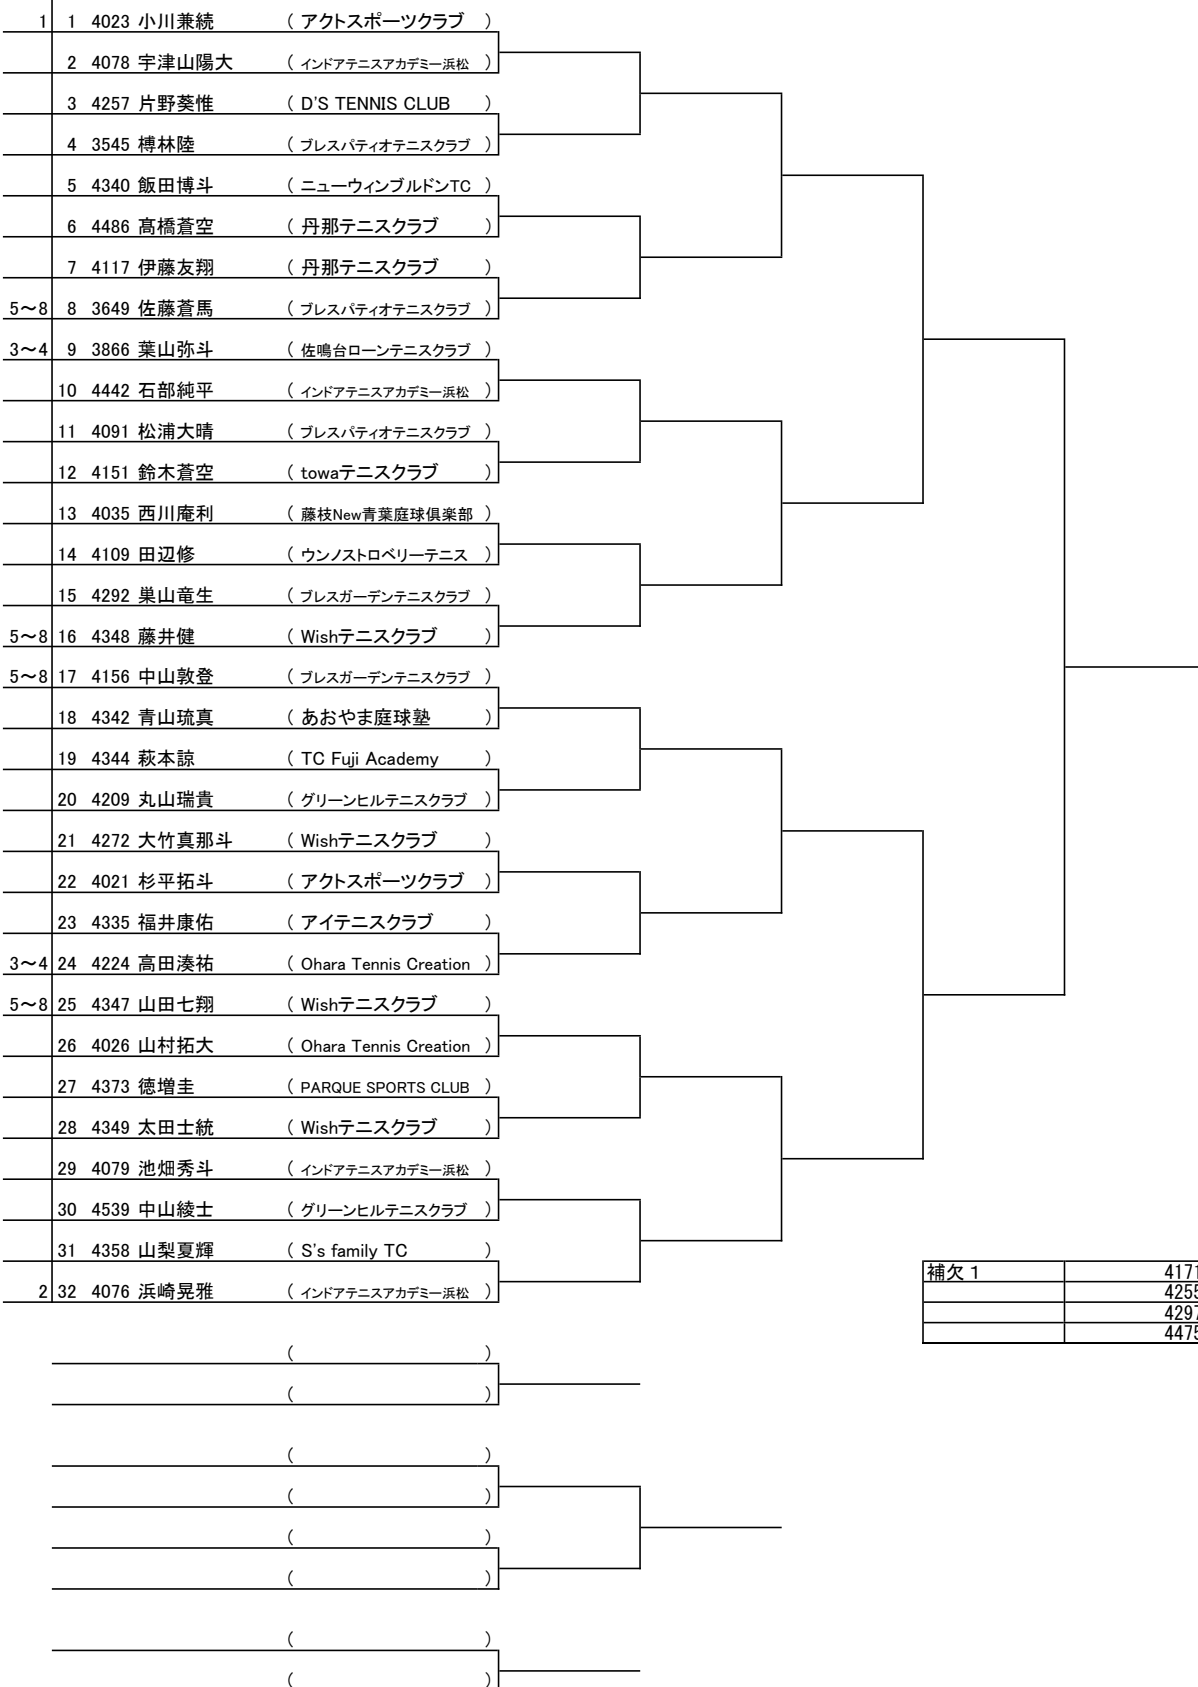 1 1 4023 小川兼続 ( アクトスポーツクラブ )
2 4078 宇津山陽大 ( インドアテニスアカデミー浜松 )
3 4257 片野葵惟 ( D'S TENNIS CLUB )
4 3545 榑林陸 ( ブレスパティオテニスクラブ )
5 4340 飯田博斗 ( ニューウィンブルドンTC )
6 4486 髙橋蒼空 ( 丹那テニスクラブ )
7 4117 伊藤友翔 ( 丹那テニスクラブ )
5～8 8 3649 佐藤蒼馬 ( ブレスパティオテニスクラブ )
3～4 9 3866 葉山弥斗 ( 佐鳴台ローンテニスクラブ )
10 4442 石部純平 ( インドアテニスアカデミー浜松 )
11 4091 松浦大晴 ( ブレスパティオテニスクラブ )
12 4151 鈴木蒼空 ( towaテニスクラブ )
13 4035 西川庵利 ( 藤枝New青葉庭球倶楽部 )
14 4109 田辺修 ( ウンノストロベリーテニス )
15 4292 巣山竜生 ( ブレスガーデンテニスクラブ )
5～8 16 4348 藤井健 ( Wishテニスクラブ )
5～8 17 4156 中山敦登 ( ブレスガーデンテニスクラブ )
18 4342 青山琉真 ( あおやま庭球塾 )
19 4344 萩本諒 ( TC Fuji Academy )
20 4209 丸山瑞貴 ( グリーンヒルテニスクラブ )
21 4272 大竹真那斗 ( Wishテニスクラブ )
22 4021 杉平拓斗 ( アクトスポーツクラブ )
23 4335 福井康佑 ( アイテニスクラブ )
3～4 24 4224 高田湊祐 ( Ohara Tennis Creation )
5～8 25 4347 山田七翔 ( Wishテニスクラブ )
26 4026 山村拓大 ( Ohara Tennis Creation )
27 4373 徳増圭 ( PARQUE SPORTS CLUB )
28 4349 太田士統 ( Wishテニスクラブ )
29 4079 池畑秀斗 ( インドアテニスアカデミー浜松 )
30 4539 中山綾士 ( グリーンヒルテニスクラブ )
31 4358 山梨夏輝 ( S's family TC )
2 32 4076 浜崎晃雅 ( インドアテニスアカデミー浜松 )
補欠１ 4171
4255
4297
4475
( )
( )
( )
( )
( )
( )
( )
( )